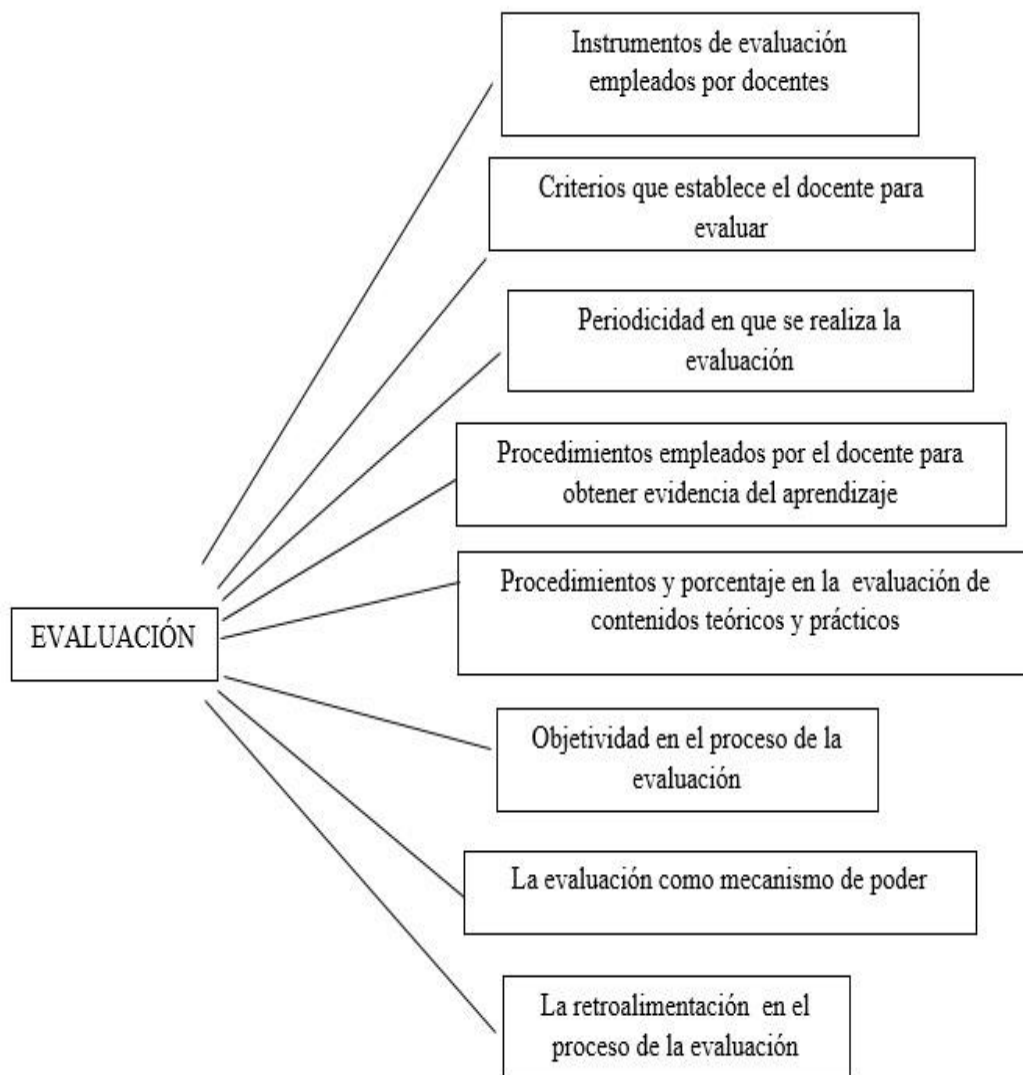 Instrumentos de evaluación
empleados por docentes
Criterios que establece el docente para
evaluar
Periodicidad en que se realiza la
evaluación
Procedimientos empleados por el docente para
obtener evidencia del aprendizaje
Procedimientos y porcentaje en la evaluación de
contenidos teóricos y prácticos
EVALUACIÓN
Objetividad en el proceso de la
evaluación
La evaluación como mecanismo de poder
La retroalimentación en el
proceso de la evaluación